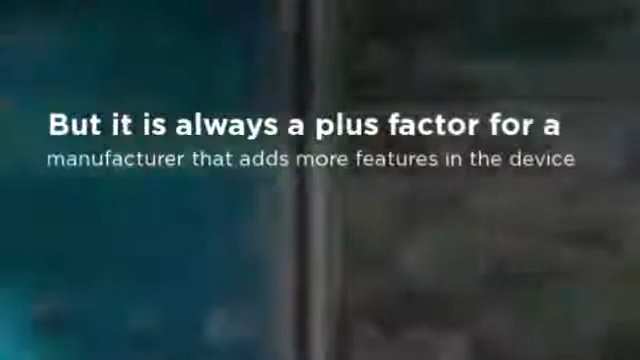 But it is always a plus factor for a
manufacturer that adds more features in the device